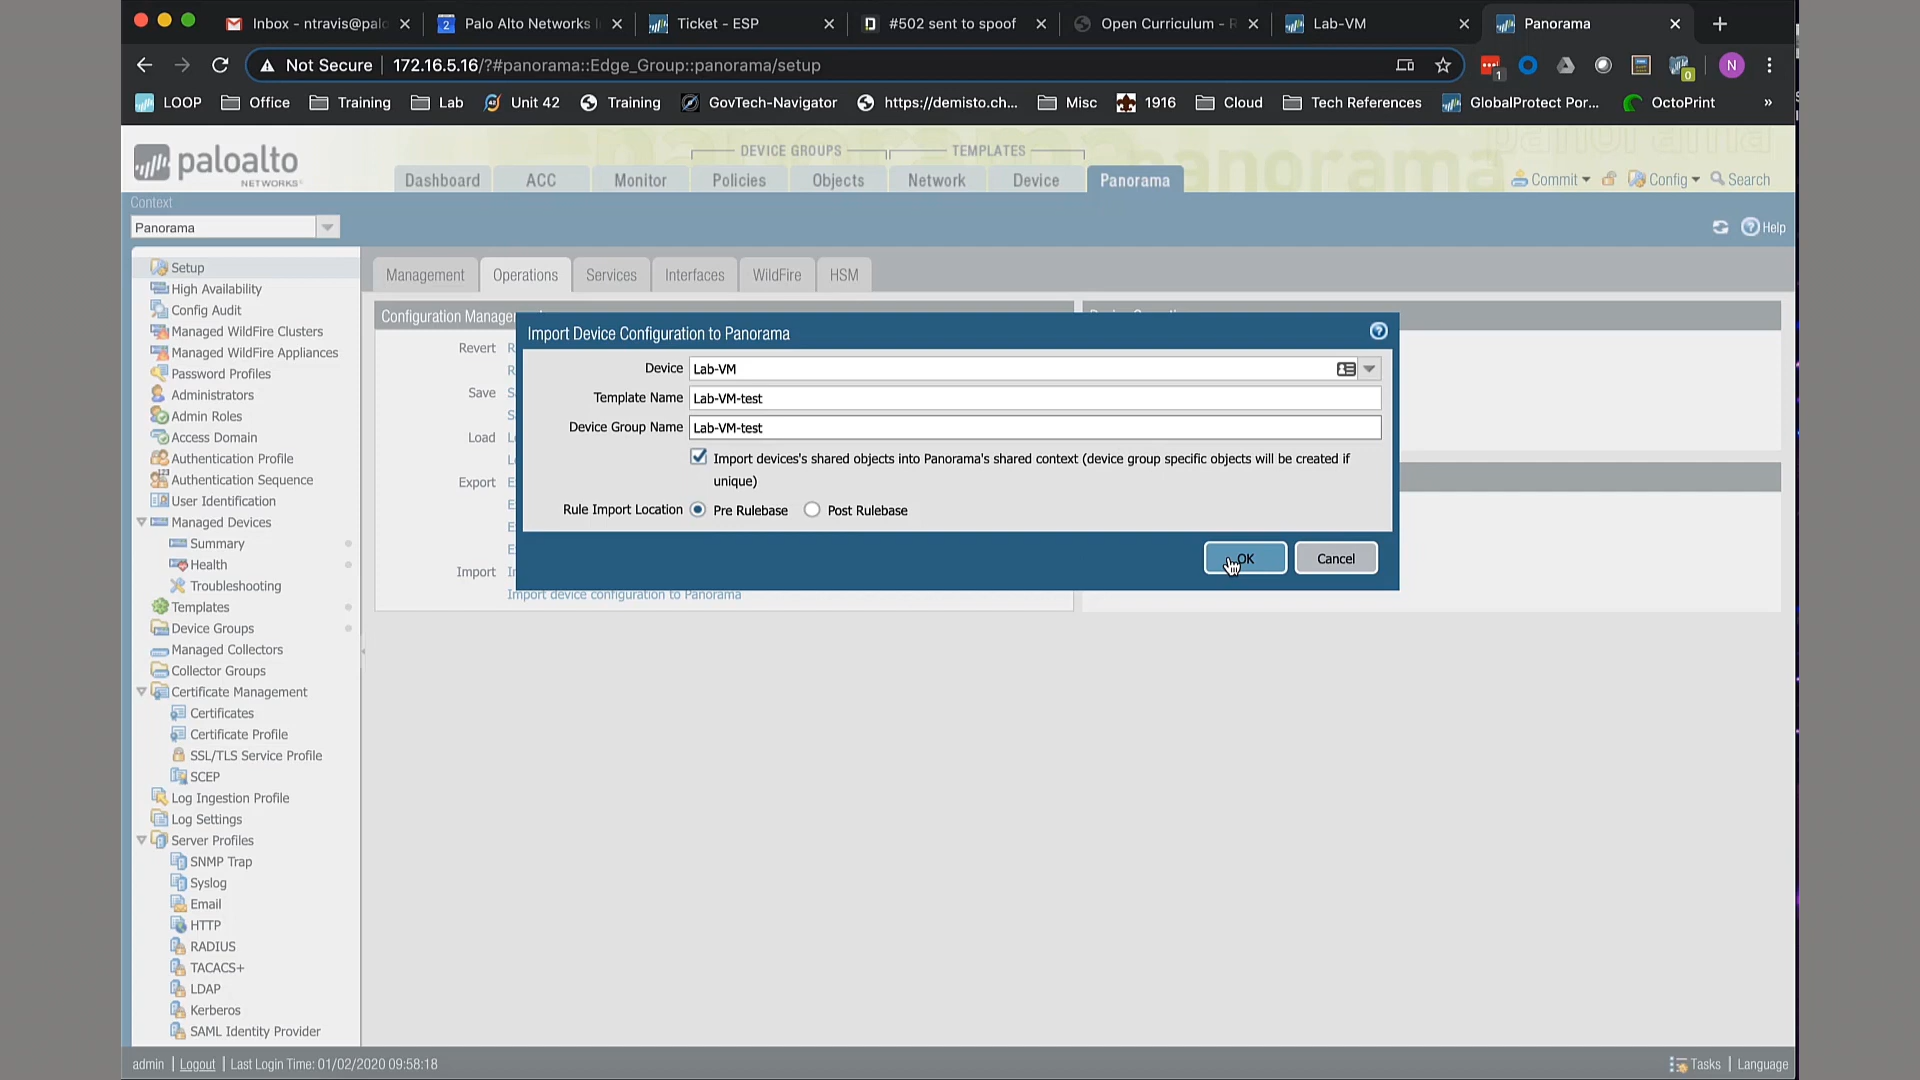 Inbox - ntravis@palo
Palo Alto Networks I
Ticket - ESP
#502 sent to spoof
Open Curriculum - R
Lab-VM
Panorama
Not Secure 172.16.5.16/?#panorama::Edge_Group::panorama/setup
1
0
N
LOOP
Office
Training
Lab
Unit 42
Training
GovTech-Navigator
https://demisto.ch...
Misc
1916
Cloud
Tech References
GlobalProtect Por...
OctoPrint
»
paloalto
NETWORKS
DEVICE GROUPS
TEMPLATES
panorama
Dashboard
ACC
Monitor
Policies
Objects
Network
Device
Panorama
Commit
Config
Search
Context
Panorama
Help
Setup
High Availability
Config Audit
Managed WildFire Clusters
Managed WildFire Appliances
Password Profiles
Administrators
Admin Roles
Access Domain
Authentication Profile
Authentication Sequence
User Identification
Managed Devices
Summary
Health
Troubleshooting
Templates
Device Groups
Managed Collectors
Collector Groups
Certificate Management
Certificates
Certificate Profile
SSL/TLS Service Profile
SCEP
Log Ingestion Profile
Log Settings
Server Profiles
SNMP Trap
Syslog
Email
HTTP
RADIUS
TACACS+
LDAP
Kerberos
SAML Identity Provider
Management
Operations
Services
Interfaces
WildFire
HSM
Configuration Manage
Revert
Save
Load
Export
Import
Import device configuration to Panorama
Import Device Configuration to Panorama
Device Lab-VM
Template Name Lab-VM-test
Device Group Name Lab-VM-test
Import devices's shared objects into Panorama's shared context (device group specific objects will be created if
unique)
Rule Import Location Pre Rulebase Post Rulebase
OK
Cancel
admin | Logout | Last Login Time: 01/02/2020 09:58:18
Tasks | Language